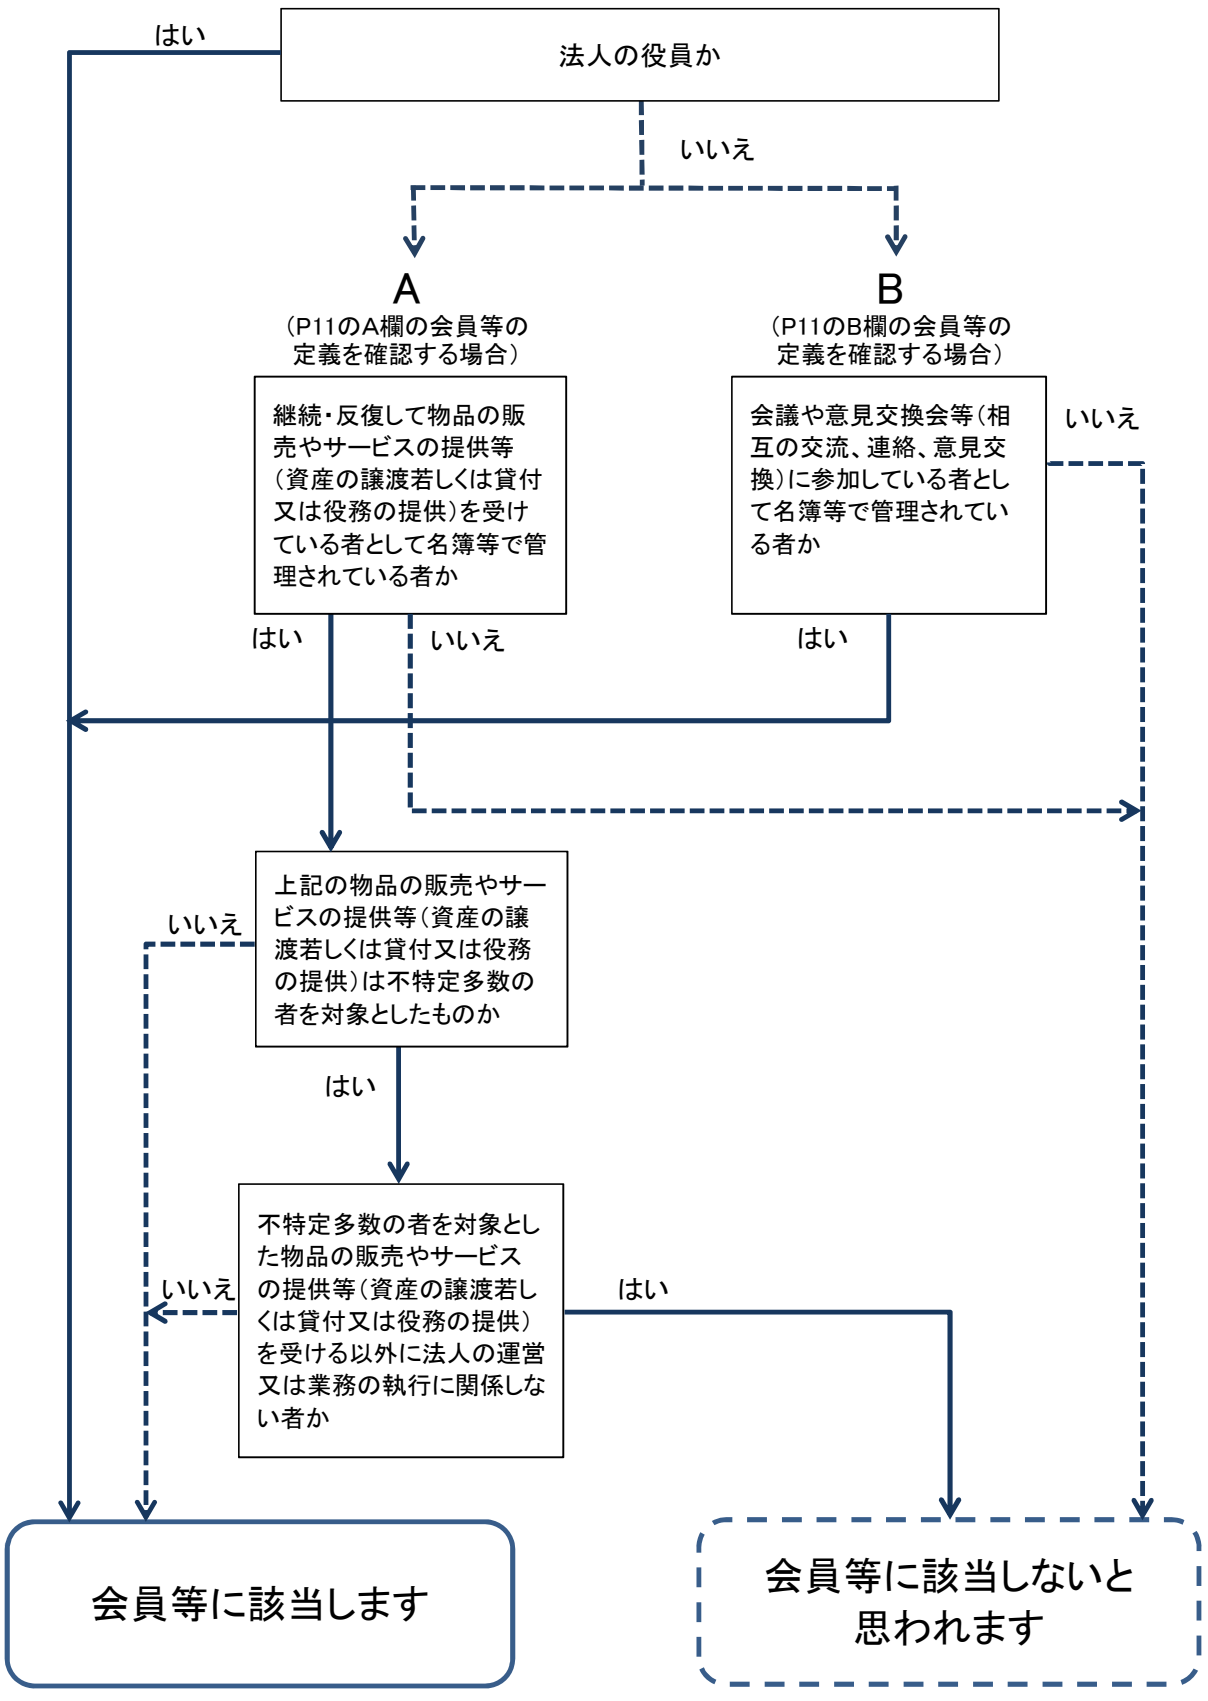 はい
法人の役員か
いいえ
A
（P11のA欄の会員等の
定義を確認する場合）
B
（P11のB欄の会員等の
定義を確認する場合）
継続・反復して物品の販
売やサービスの提供等
（資産の譲渡若しくは貸付
又は役務の提供）を受け
ている者として名簿等で管
理されている者か
会議や意見交換会等（相
互の交流、連絡、意見交
換）に参加している者とし
て名簿等で管理されてい
る者か
いいえ
はい
いいえ
はい
上記の物品の販売やサー
ビスの提供等（資産の譲
渡若しくは貸付又は役務
の提供）は不特定多数の
者を対象としたものか
いいえ
はい
不特定多数の者を対象とし
た物品の販売やサービス
の提供等（資産の譲渡若し
くは貸付又は役務の提供）
を受ける以外に法人の運営
又は業務の執行に関係しな
い者か
いいえ
はい
会員等に該当します
会員等に該当しないと
思われます